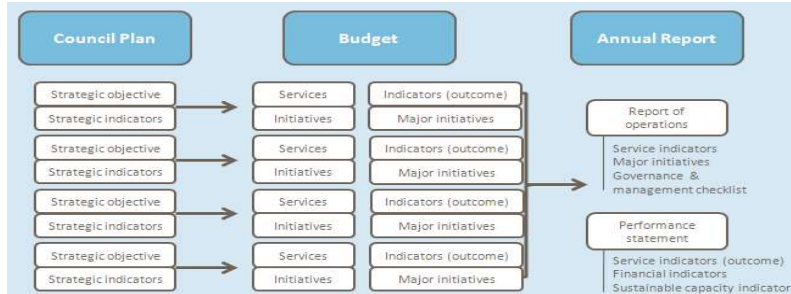 Council Plan
Budget
Annual Report
Strategic objective
Strategic indicators
Services
Initiatives
Indicators (outcome)
Major initiatives
Strategic objective
Strategic indicators
Services
Initiatives
Indicators (outcome)
Major initiatives
Strategic objective
Strategic indicators
Services
Initiatives
Indicators (outcome)
Major initiatives
Strategic objective
Strategic indicators
Services
Initiatives
Indicators (outcome)
Major initiatives
Report of
operations
Service indicators
Major initiatives
Governance &
management checklist
Performance
statement
Service indicators (outcome)
Financial indicators
Sustainable capacity indicator